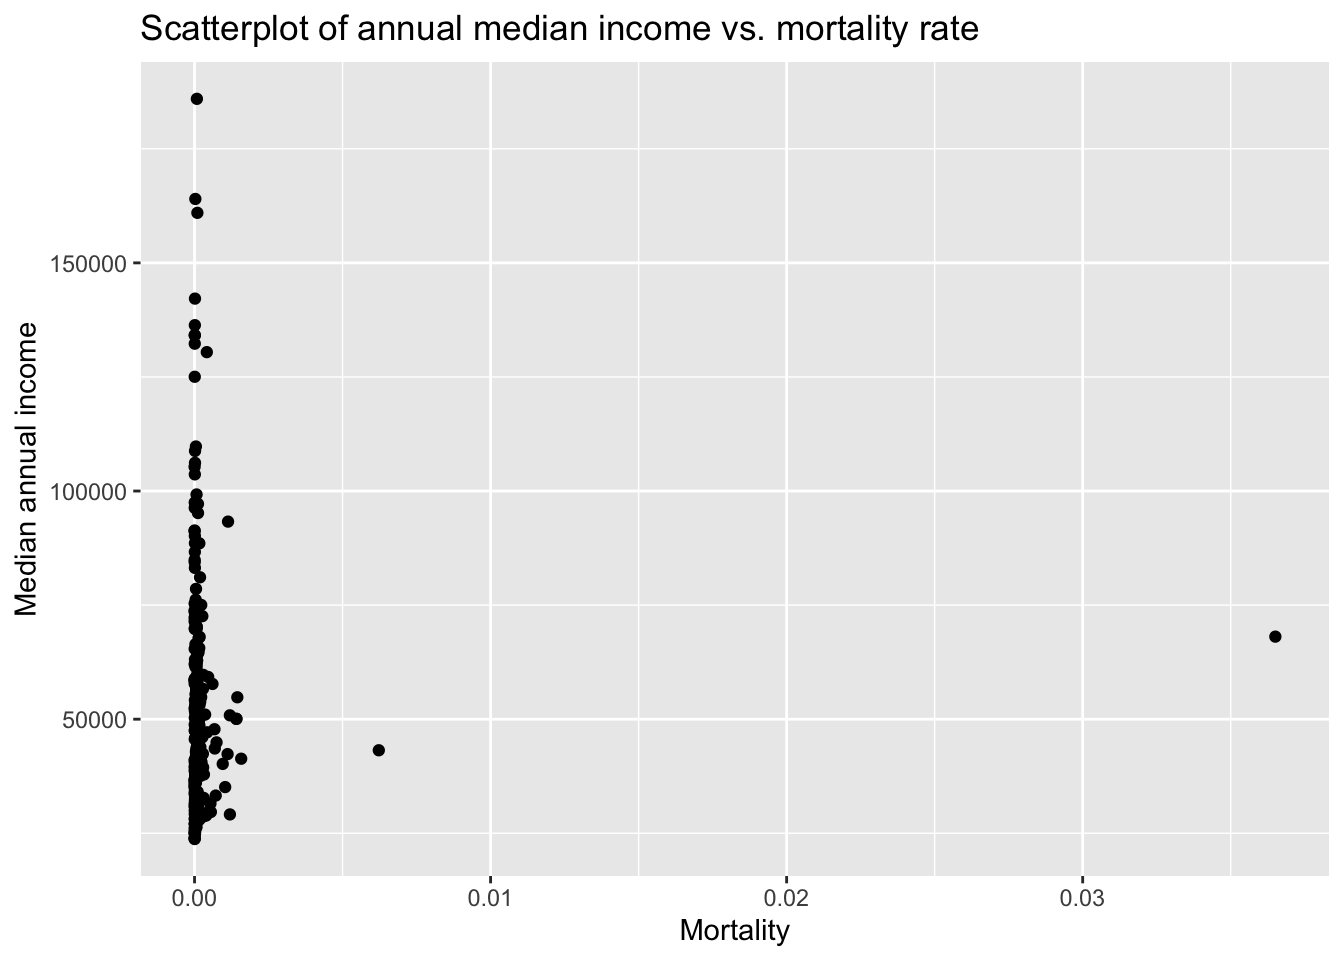 Scatterplot of annual median income vs. mortality rate
Median annual income
150000
100000
50000
0.00 0.01 0.02 0.03
Mortality